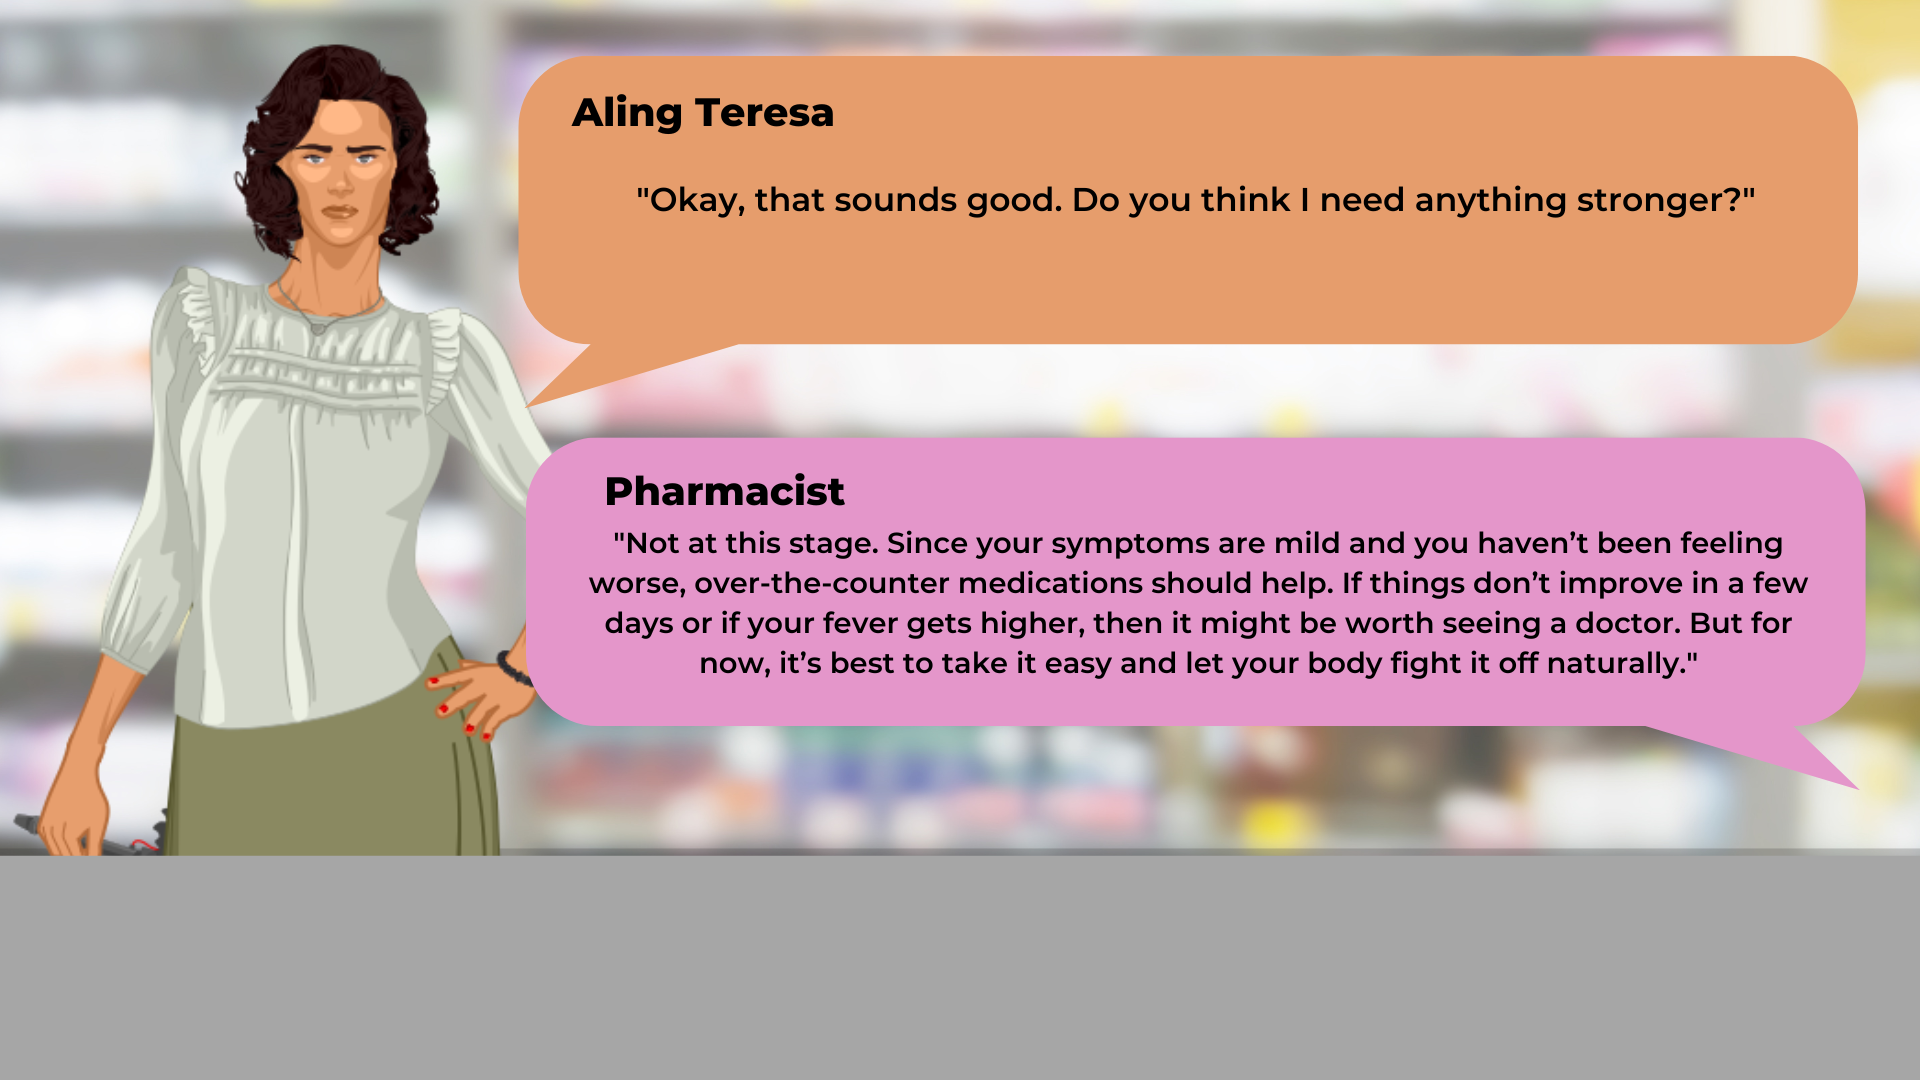 Aling Teresa
"Okay, that sounds good. Do you think I need anything stronger?"
Pharmacist
"Not at this stage. Since your symptoms are mild and you haven’t been feeling
worse, over-the-counter medications should help. If things don’t improve in a few
days or if your fever gets higher, then it might be worth seeing a doctor. But for
now, it’s best to take it easy and let your body fight it off naturally."